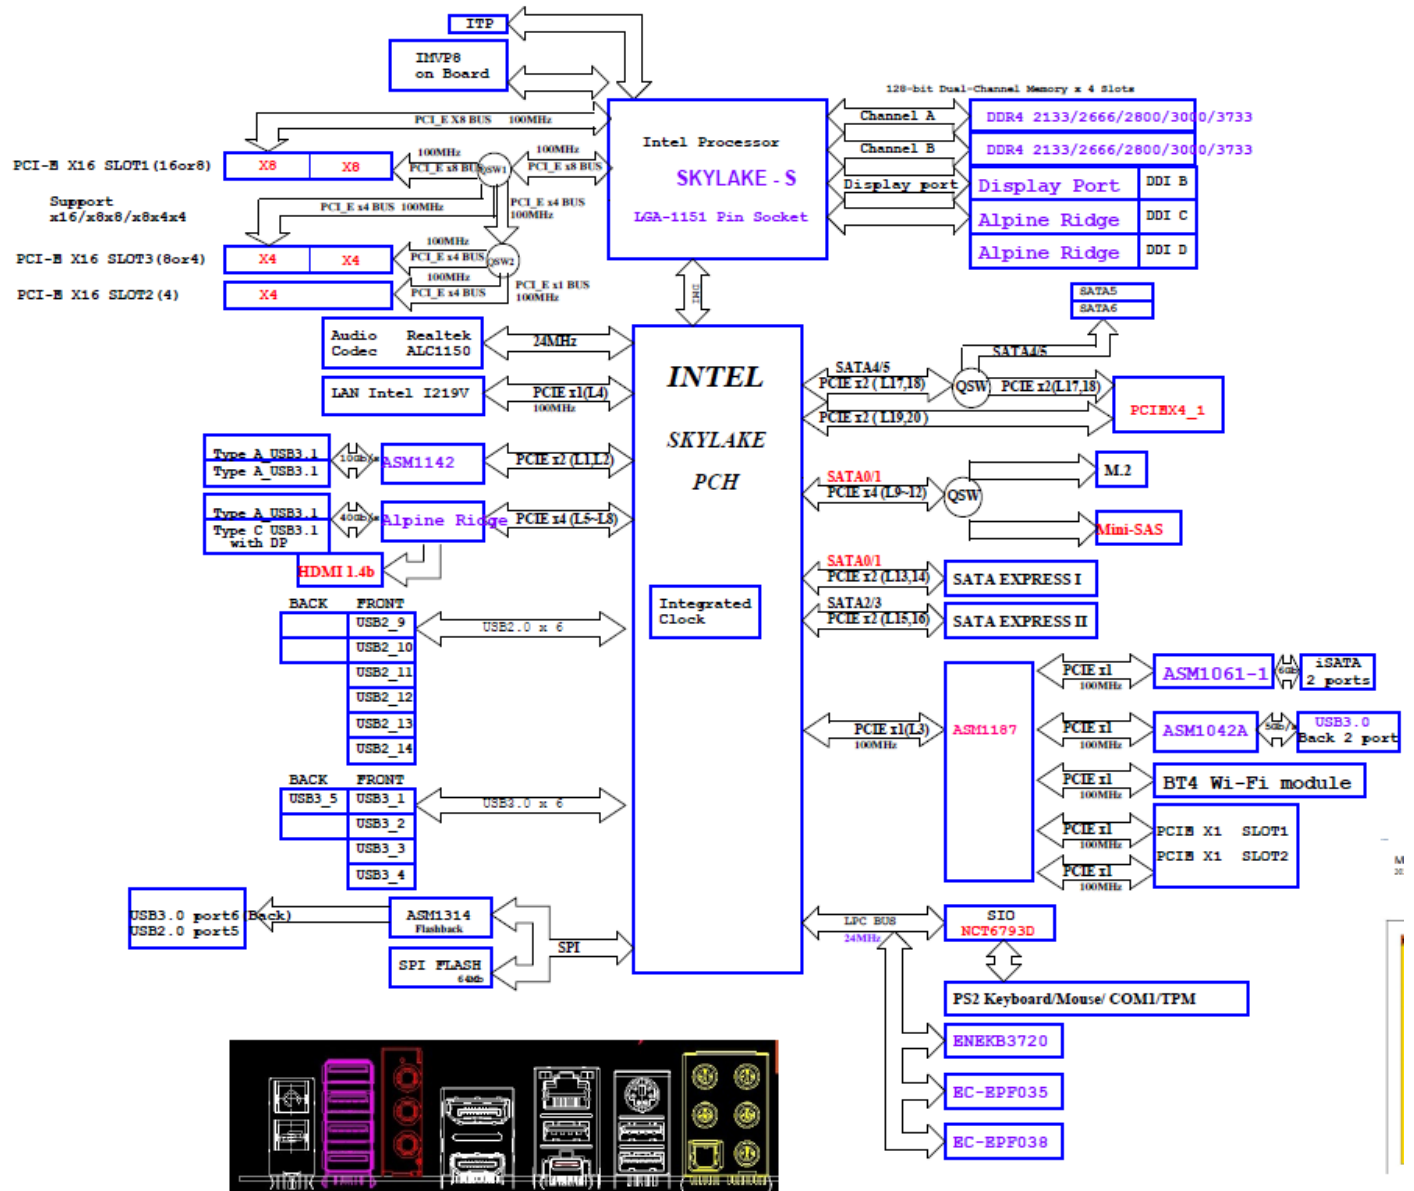 ITP
IMVP8
on Board
128-bit Dual-Channel Memory x 4 Slots
PCI_E X8 BUS 100MHz
Channel A
DDR4 2133/2666/2800/3000/3733
Intel Processor
SKYLAKE - S
LGA-1151 Pin Socket
Channel B
DDR4 2133/2666/2800/3000/3733
Display port
Display Port
DDI B
Alpine Ridge
DDI C
Alpine Ridge
DDI D
PCI-E X16 SLOT1(16or8)
X8
X8
100MHz
PCI_E x8 BUS
QSW1
100MHz
PCI_E x8 BUS
Support
x16/x8x8/x8x4x4
PCI_E x4 BUS 100MHz
PCI_E x4 BUS
100MHz
PCI-E X16 SLOT3(8or4)
X4
X4
100MHz
PCI_E x4 BUS
QSW2
PCI-E X16 SLOT2(4)
X4
100MHz
PCI_E x4 BUS
PCI_E x1 BUS
100MHz
DMI
SATA5
SATA6
SATA4/5
Audio Realtek
Codec ALC1150
24MHz
LAN Intel I219V
PCIE x1(L4)
100MHz
INTEL
SKYLAKE
PCH
SATA4/5
PCIE x2 ( L17,18)
QSW
PCIE x2(L17,18)
PCIE x2 ( L19,20 )
PCIEX4_1
Type A_USB3.1
Type A_USB3.1
10Gb/s
ASM1142
PCIE x2 (L1,L2)
SATA0/1
PCIE x4 (L9~12)
QSW
M.2
Mini-SAS
Type A_USB3.1
Type C USB3.1
with DP
40Gb/s
Alpine Ridge
PCIE x4 (L5~L8)
HDMI 1.4b
SATA0/1
PCIE x2 (L13,14)
SATA EXPRESS I
SATA2/3
PCIE x2 (L15,16)
SATA EXPRESS II
Integrated
Clock
BACK FRONT
USB2_9
USB2_10
USB2_11
USB2_12
USB2_13
USB2_14
USB2.0 x 6
PCIE x1(L3)
100MHz
ASM1187
PCIE x1
100MHz
ASM1061-1
6Gb
iSATA
2 ports
PCIE x1
100MHz
ASM1042A
5Gb/s
USB3.0
Back 2 port
PCIE x1
100MHz
BT4 Wi-Fi module
PCIE x1
100MHz
PCIE X1 SLOT1
PCIE X1 SLOT2
PCIE x1
100MHz
BACK FRONT
USB3_5 USB3_1
USB3_2
USB3_3
USB3_4
USB3.0 x 6
USB3.0 port6(Back)
USB2.0 port5
ASM1314
Flashback
SPI FLASH
64Mb
SPI
LPC BUS
24MHz
SIO
NCT6793D
PS2 Keyboard/Mouse/ COM1/TPM
ENEKB3720
EC-EPF035
EC-EPF038